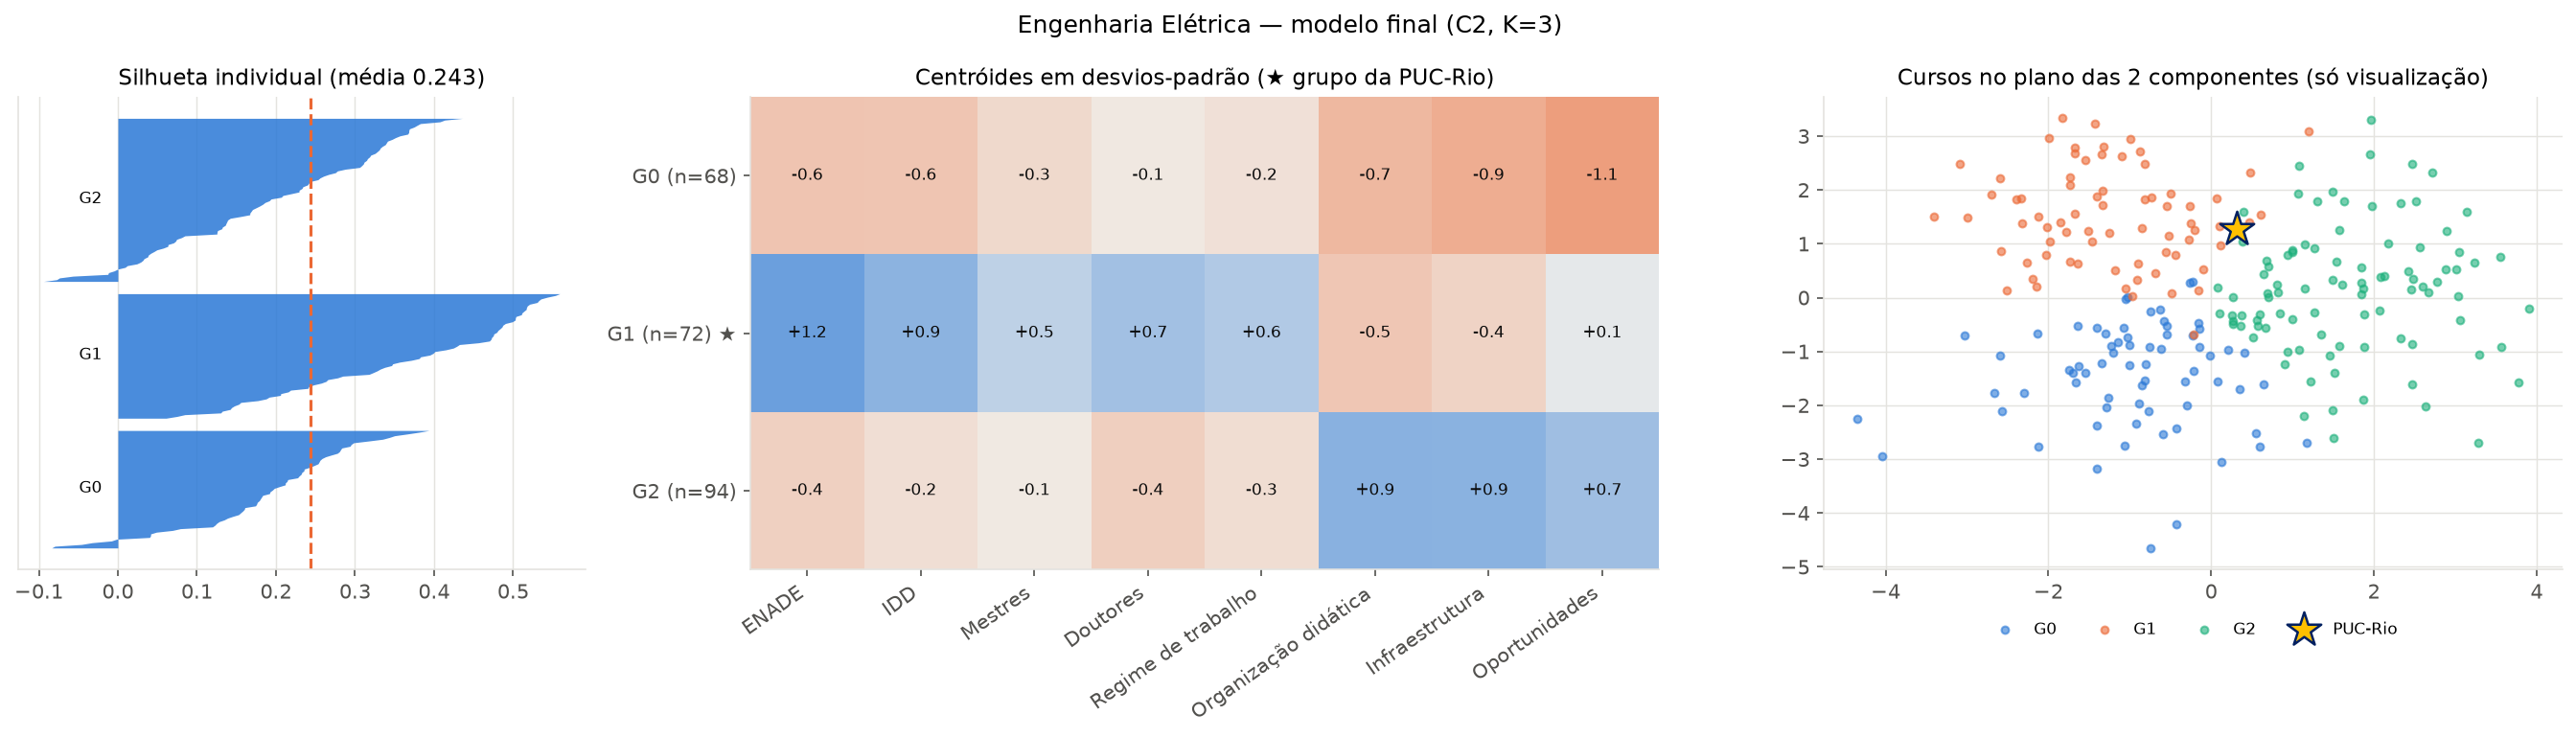 Engenharia Elétrica — modelo final (C2, K=3)
Silhueta individual (média 0.243)
G2
G1
G0
−0.1 0.0 0.1 0.2 0.3 0.4 0.5
Centróides em desvios-padrão (★ grupo da PUC-Rio)
G0 (n=68) -0.6 -0.6 -0.3 -0.1 -0.2 -0.7 -0.9 -1.1
G1 (n=72) ★ +1.2 +0.9 +0.5 +0.7 +0.6 -0.5 -0.4 +0.1
G2 (n=94) -0.4 -0.2 -0.1 -0.4 -0.3 +0.9 +0.9 +0.7
ENADE
IDD
Mestres
Doutores
Regime de trabalho
Organização didática
Infraestrutura
Oportunidades
Cursos no plano das 2 componentes (só visualização)
3
2
1
0
−1
−2
−3
−4
−5
−4 −2 0 2 4
G0 G1 G2 PUC-Rio